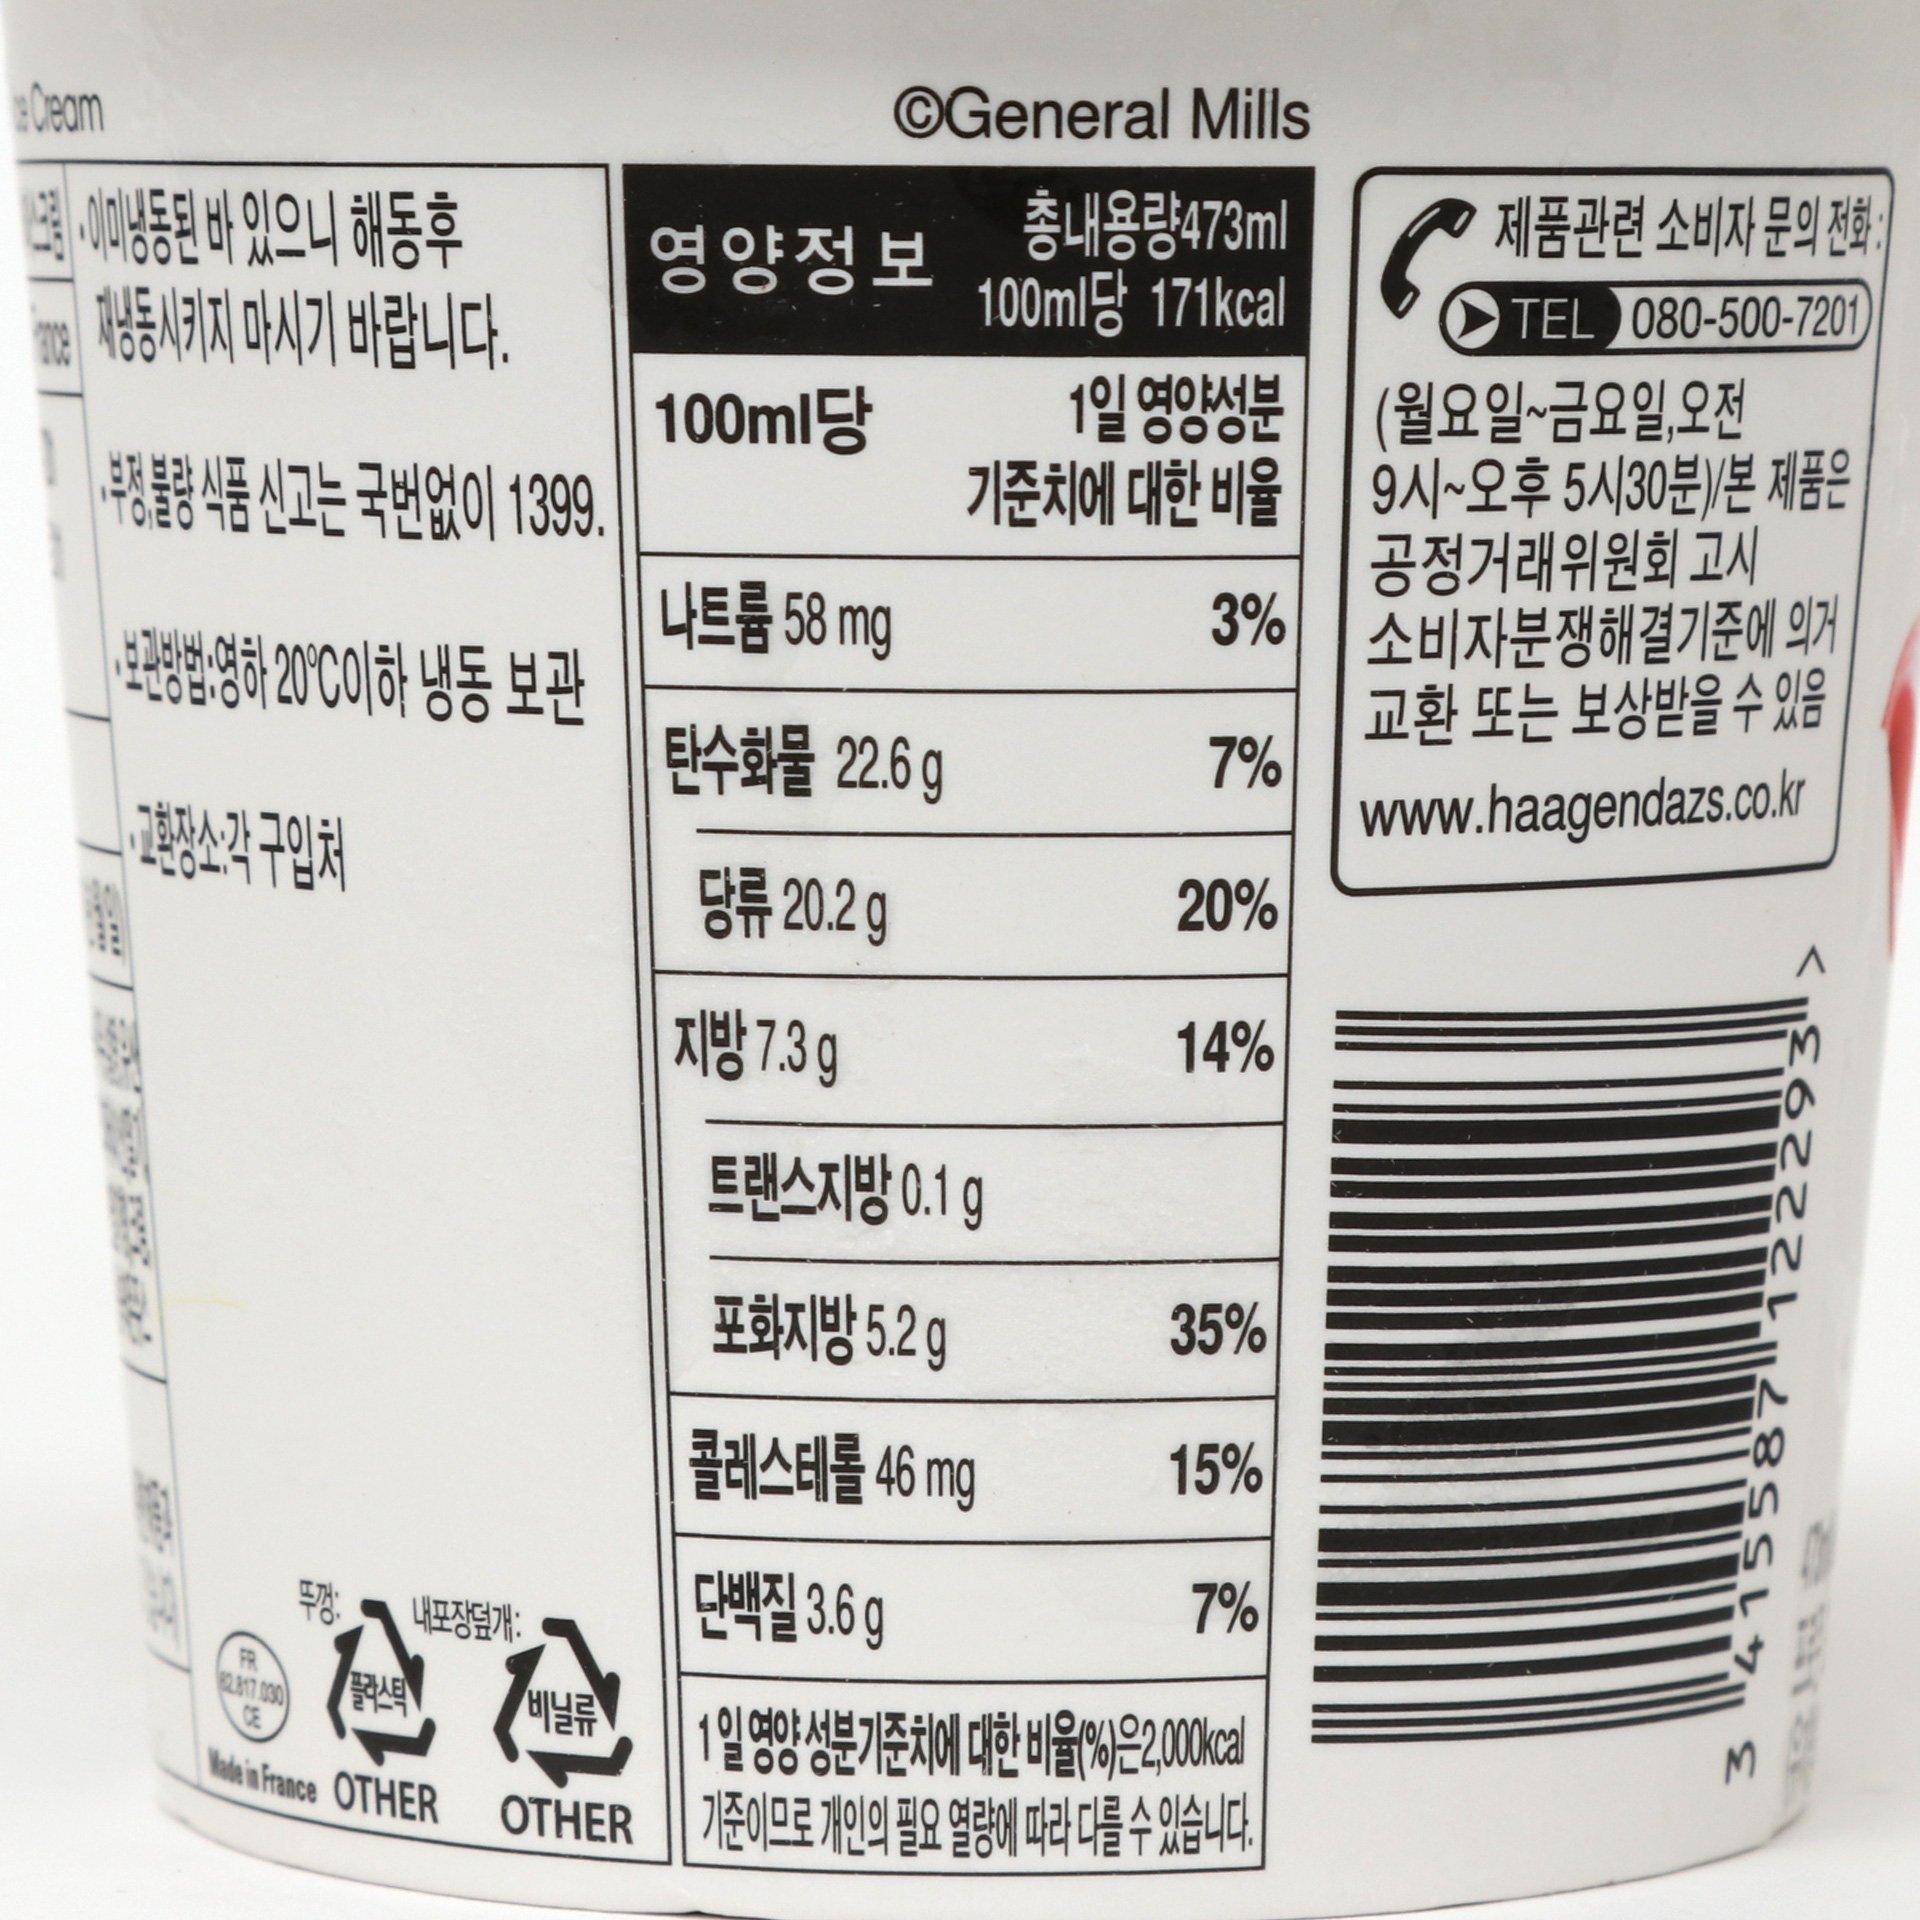 Cream
©General Mills
·이미냉동된 바 있으니 해동후
재냉동시키지 마시기 바랍니다.
·부정,불량 식품 신고는 국번없이 1399.
·보관방법:영하 20℃이하 냉동 보관
·교환장소:각 구입처
뚜껑:
플라스틱
OTHER
내포장덮개:
비닐류
OTHER
FR
62.817.030
CE
Made in France
영양정보
총내용량473ml
100ml당 171kcal
100ml당 1일 영양성분
기준치에 대한 비율
나트륨 58 mg 3%
탄수화물 22.6 g 7%
당류 20.2 g 20%
지방 7.3 g 14%
트랜스지방 0.1 g
포화지방 5.2 g 35%
콜레스테롤 46 mg 15%
단백질 3.6 g 7%
1일 영양 성분기준치에 대한 비율(%)은2,000kcal
기준이므로 개인의 필요 열량에 따라 다를 수 있습니다.
제품관련 소비자 문의 전화:
TEL 080-500-7201
(월요일~금요일,오전
9시~오후 5시30분)/본 제품은
공정거래위원회 고시
소비자분쟁해결기준에 의거
교환 또는 보상받을 수 있음
www.haagendazs.co.kr
3 415587 122293 >